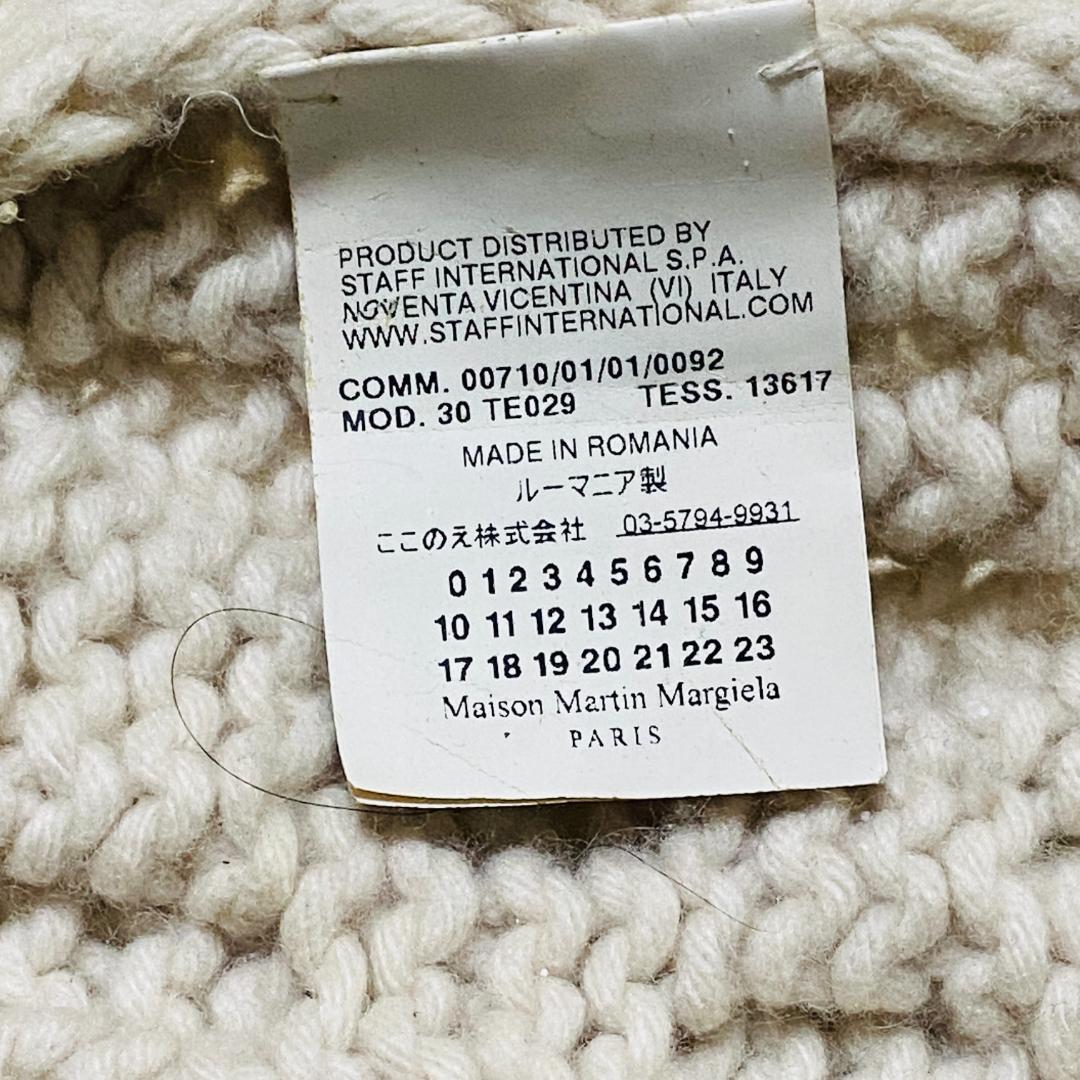 PRODUCT DISTRIBUTED BY
STAFF INTERNATIONAL S.P.A.
NOVENTA VICENTINA (VI) ITALY
WWW.STAFFINTERNATIONAL.COM
COMM. 00710/01/01/0092
MOD. 30 TE029 TESS. 13617
MADE IN ROMANIA
ルーマニア製
ここのえ株式会社 03-5794-9931
0 1 2 3 4 5 6 7 8 9
10 11 12 13 14 15 16
17 18 19 20 21 22 23
Maison Martin Margiela
PARIS